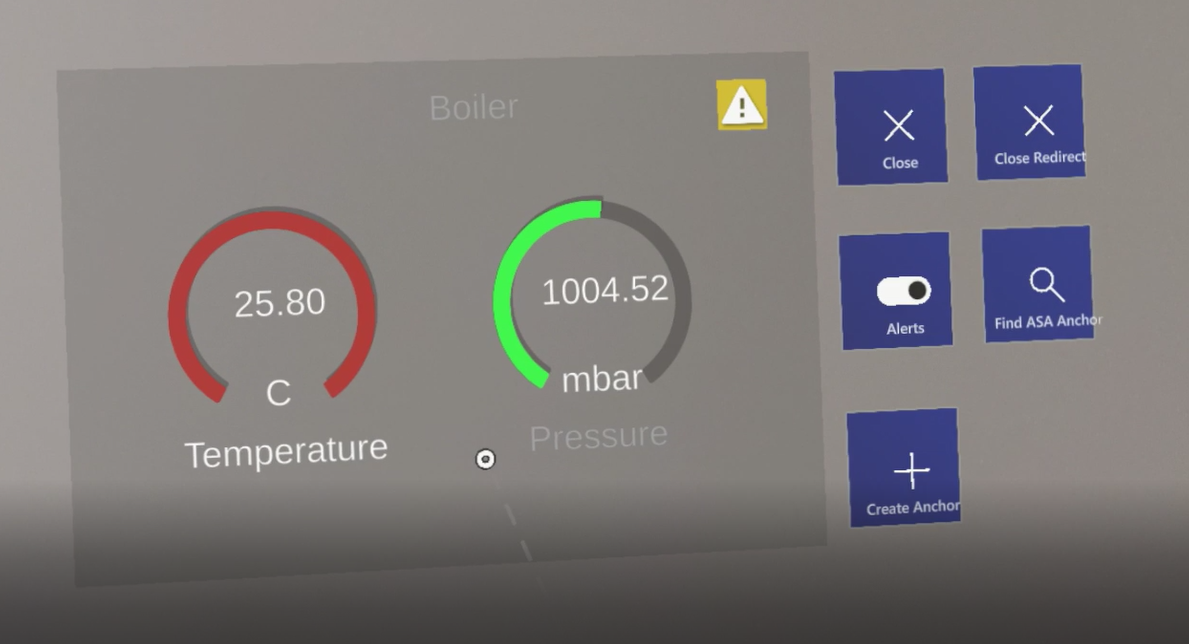 Boiler
25.80
C
Temperature
1004.52
mbar
Pressure
Close
Close Redirect
Alerts
Find ASA Anchor
Create Anchor